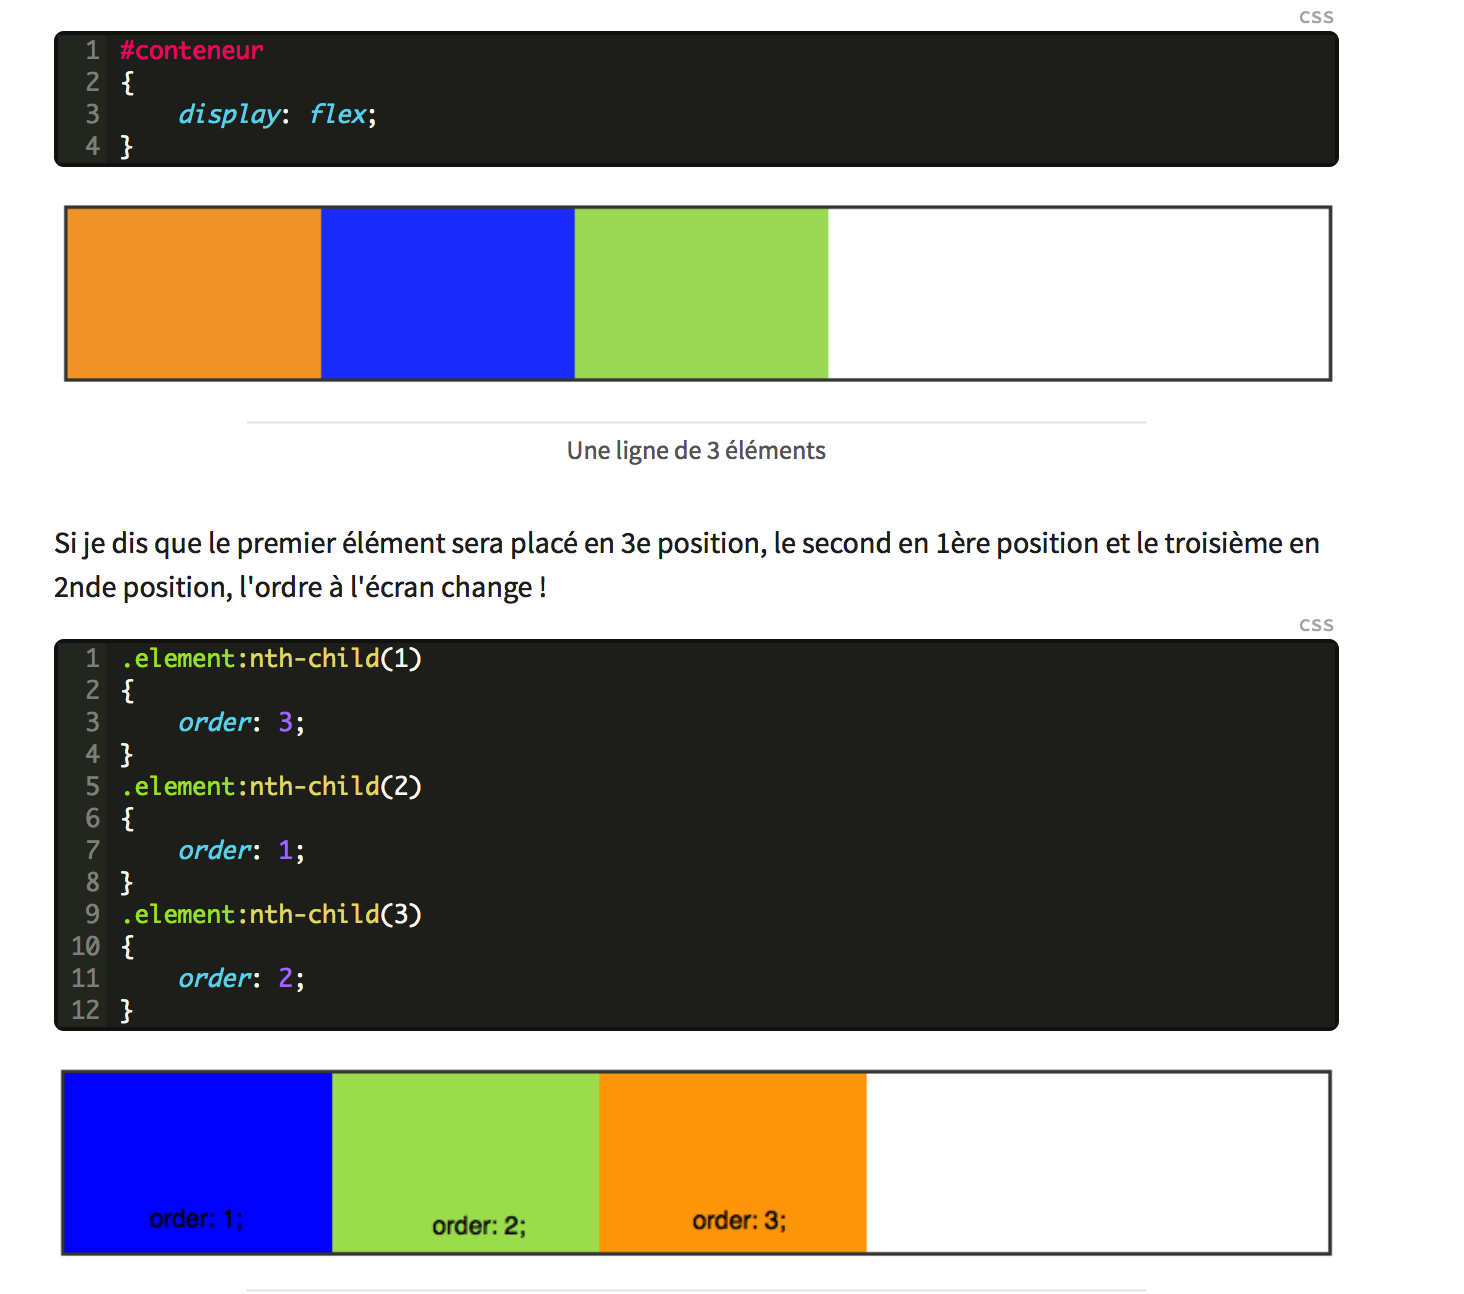 CSS
1 #conteneur
2 {
3     display: flex;
4 }
Une ligne de 3 éléments
Si je dis que le premier élément sera placé en 3e position, le second en 1ère position et le troisième en
2nde position, l'ordre à l'écran change !
CSS
1 .element:nth-child(1)
2 {
3     order: 3;
4 }
5 .element:nth-child(2)
6 {
7     order: 1;
8 }
9 .element:nth-child(3)
10 {
11     order: 2;
12 }
order: 1; order: 2; order: 3;